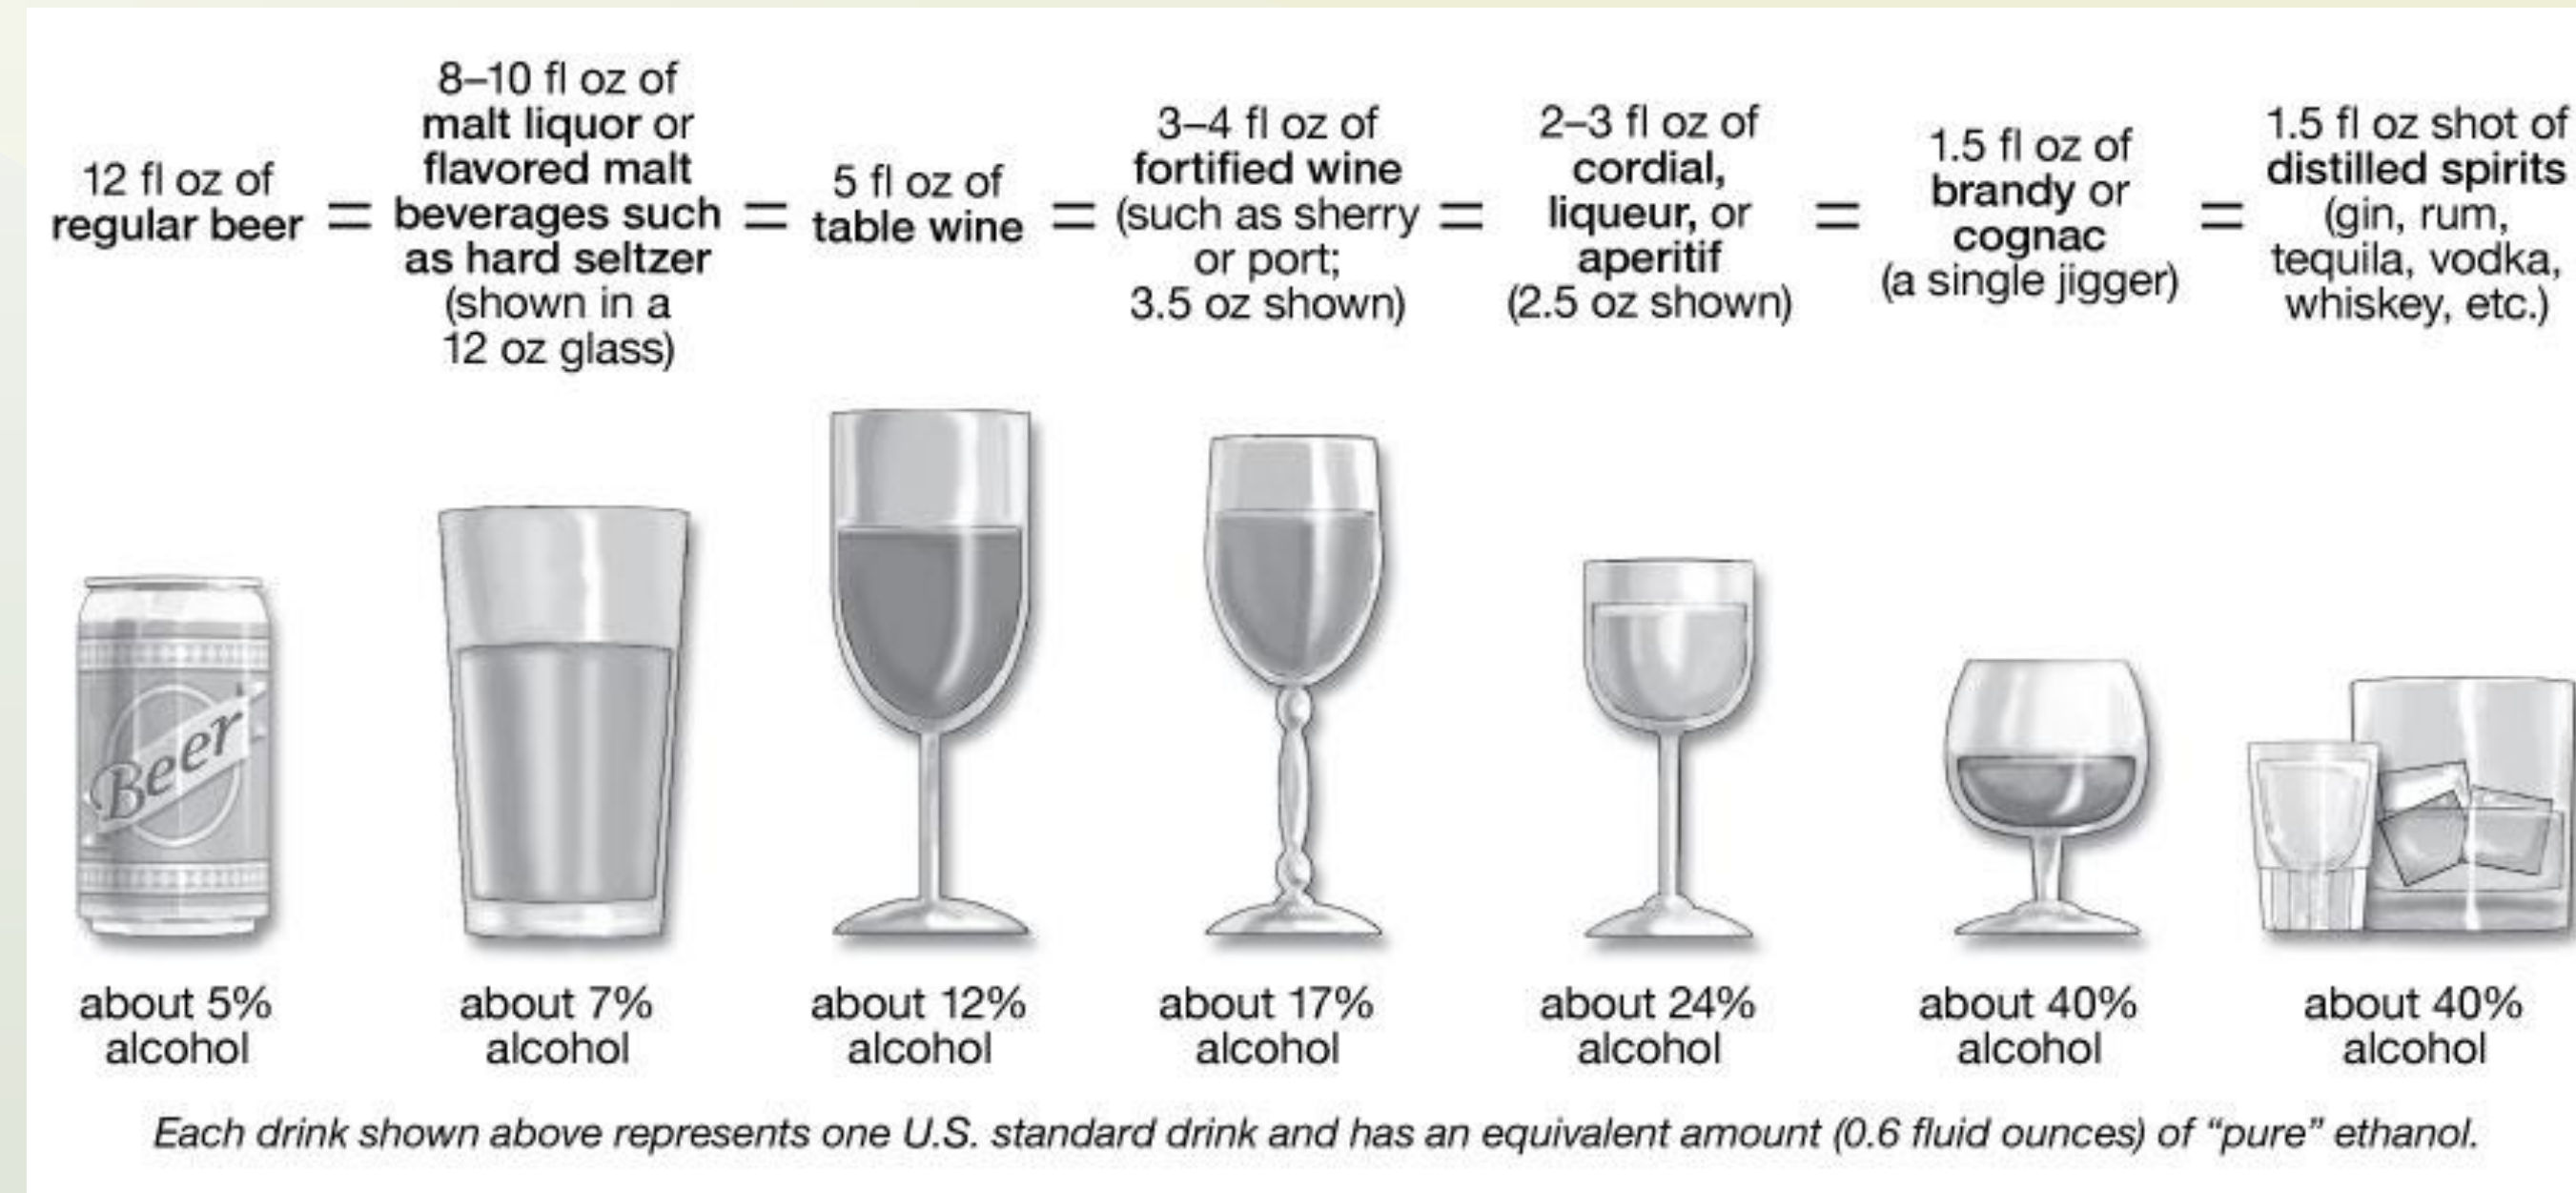 12 fl oz of
regular beer
=
8–10 fl oz of
malt liquor or
flavored malt
beverages such
as hard seltzer
(shown in a
12 oz glass)
=
5 fl oz of
table wine
=
3–4 fl oz of
fortified wine
(such as sherry
or port;
3.5 oz shown)
=
2–3 fl oz of
cordial,
liqueur, or
aperitif
(2.5 oz shown)
=
1.5 fl oz of
brandy or
cognac
(a single jigger)
=
1.5 fl oz shot of
distilled spirits
(gin, rum,
tequila, vodka,
whiskey, etc.)
Beer
about 5%
alcohol
about 7%
alcohol
about 12%
alcohol
about 17%
alcohol
about 24%
alcohol
about 40%
alcohol
about 40%
alcohol
Each drink shown above represents one U.S. standard drink and has an equivalent amount (0.6 fluid ounces) of “pure” ethanol.